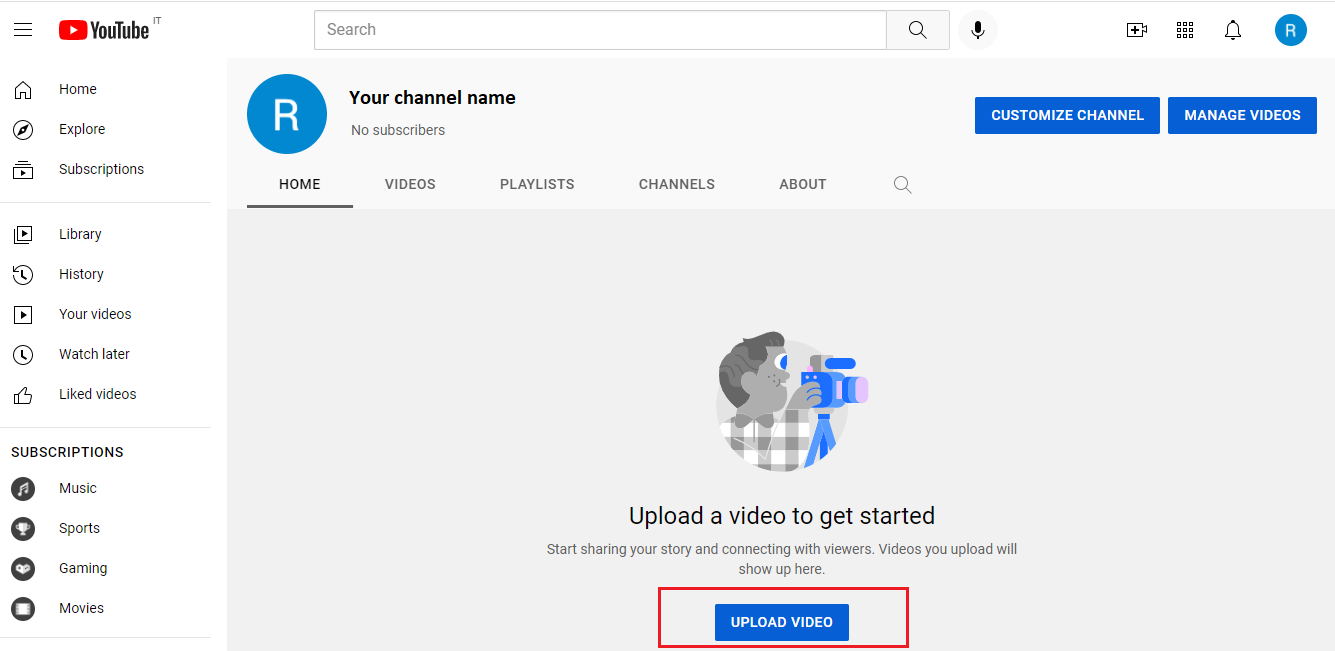 YouTube IT
Search
R
Home
Explore
Subscriptions
Library
History
Your videos
Watch later
Liked videos
SUBSCRIPTIONS
Music
Sports
Gaming
Movies
R
Your channel name
No subscribers
CUSTOMIZE CHANNEL
MANAGE VIDEOS
HOME
VIDEOS
PLAYLISTS
CHANNELS
ABOUT
Upload a video to get started
Start sharing your story and connecting with viewers. Videos you upload will
show up here.
UPLOAD VIDEO